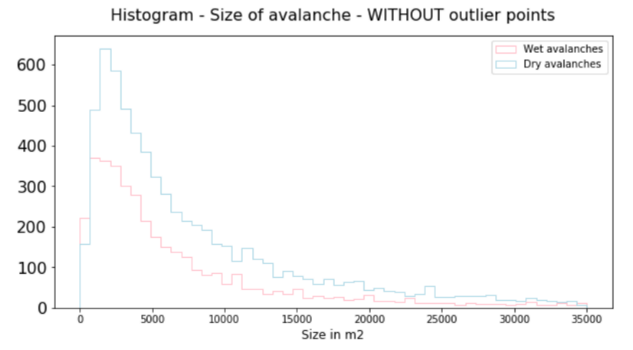 Histogram - Size of avalanche - WITHOUT outlier points
Wet avalanches
Dry avalanches
600
500
400
300
200
100
0
0 5000 10000 15000 20000 25000 30000 35000
Size in m2